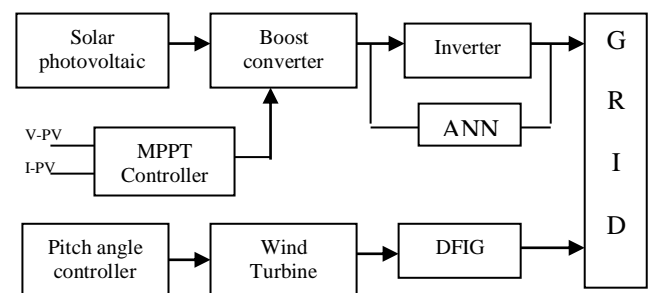 Solar
photovoltaic
Boost
converter
Inverter
ANN
G
R
I
D
V-PV
I-PV
MPPT
Controller
Pitch angle
controller
Wind
Turbine
DFIG